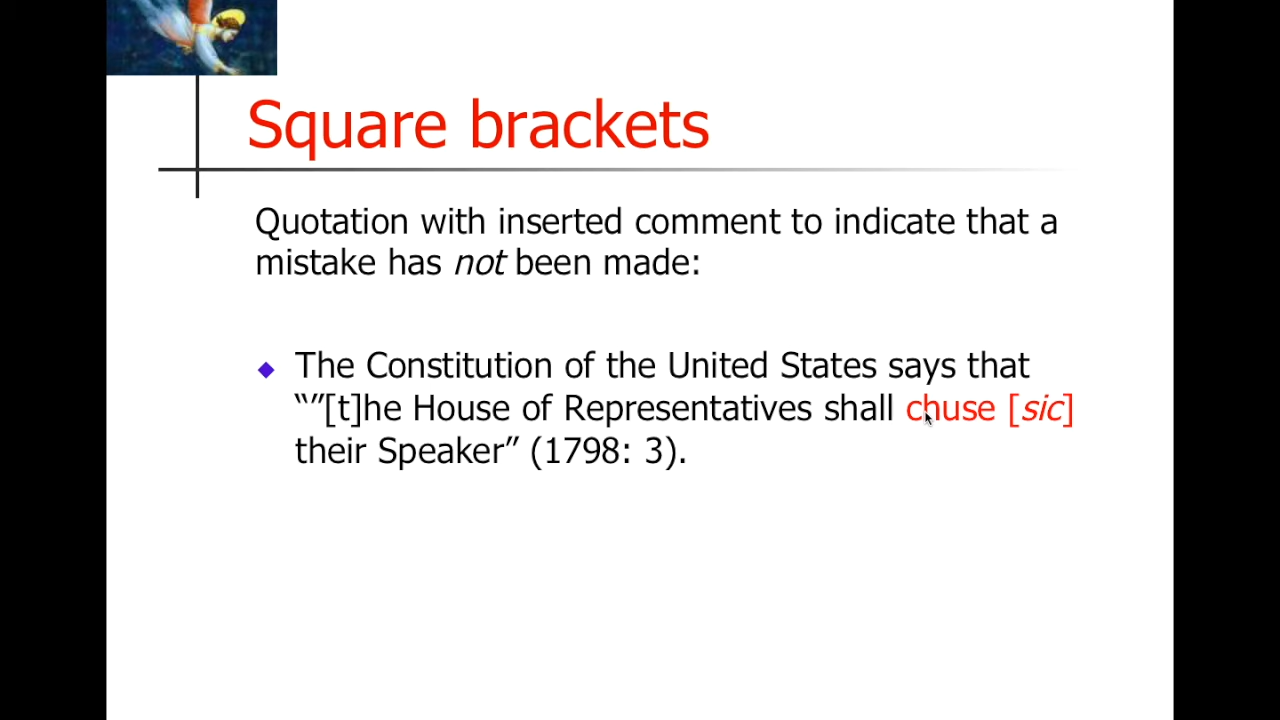 Square brackets
Quotation with inserted comment to indicate that a
mistake has not been made:
The Constitution of the United States says that
“”[t]he House of Representatives shall chuse [sic]
their Speaker” (1798: 3).